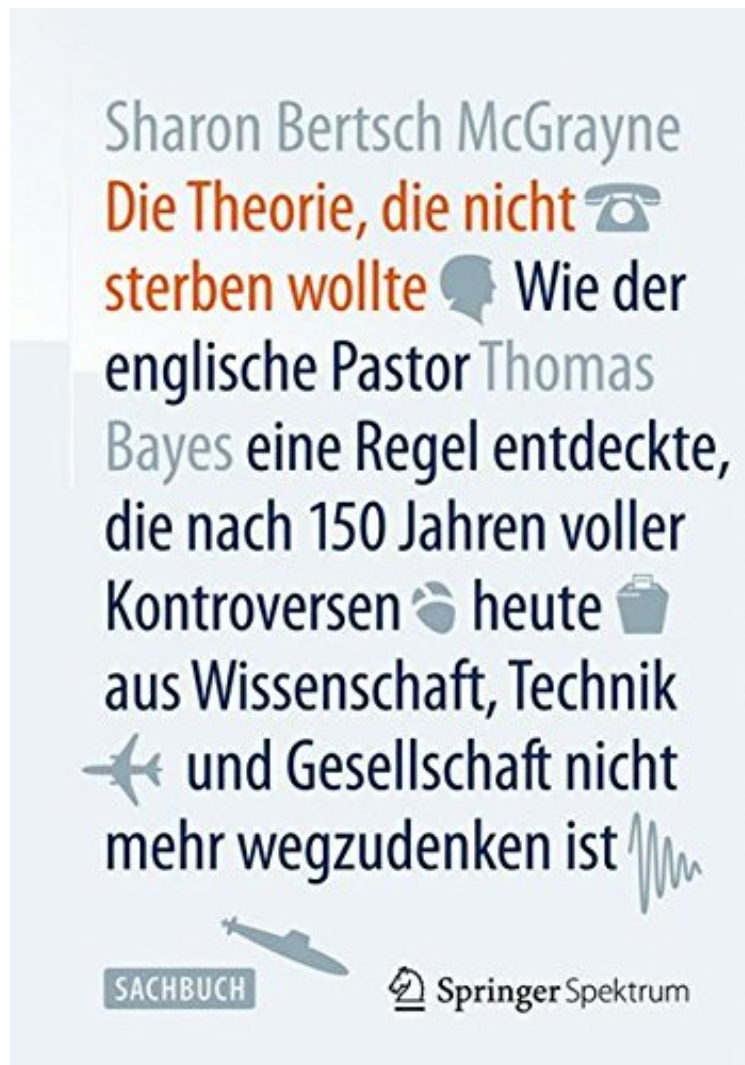 Sharon Bertsch McGrayne
Die Theorie, die nicht
sterben wollte Wie der
englische Pastor Thomas
Bayes eine Regel entdeckte,
die nach 150 Jahren voller
Kontroversen heute
aus Wissenschaft, Technik
und Gesellschaft nicht
mehr wegzudenken ist
SACHBUCH
Springer Spektrum